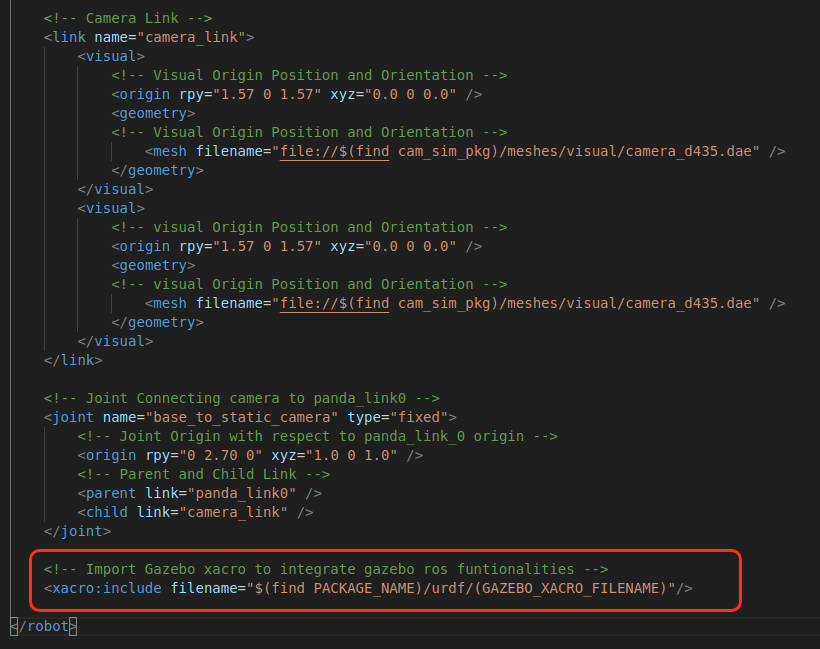 <!-- Camera Link -->
<link name="camera_link">
<visual>
<!-- Visual Origin Position and Orientation -->
<origin rpy="1.57 0 1.57" xyz="0.0 0 0.0" />
<geometry>
<!-- Visual Origin Position and Orientation -->
<mesh filename="file://$(find cam_sim_pkg)/meshes/visual/camera_d435.dae" />
</geometry>
</visual>
<visual>
<!-- visual Origin Position and Orientation -->
<origin rpy="1.57 0 1.57" xyz="0.0 0 0.0" />
<geometry>
<!-- visual Origin Position and Orientation -->
<mesh filename="file://$(find cam_sim_pkg)/meshes/visual/camera_d435.dae" />
</geometry>
</visual>
</link>
<!-- Joint Connecting camera to panda_link0 -->
<joint name="base_to_static_camera" type="fixed">
<!-- Joint Origin with respect to panda_link_0 origin -->
<origin rpy="0 2.70 0" xyz="1.0 0 1.0" />
<!-- Parent and Child Link -->
<parent link="panda_link0" />
<child link="camera_link" />
</joint>
<!-- Import Gazebo xacro to integrate gazebo ros funtionalities -->
<xacro:include filename="$(find PACKAGE_NAME)/urdf/(GAZEBO_XACRO_FILENAME)"/>
</robot>